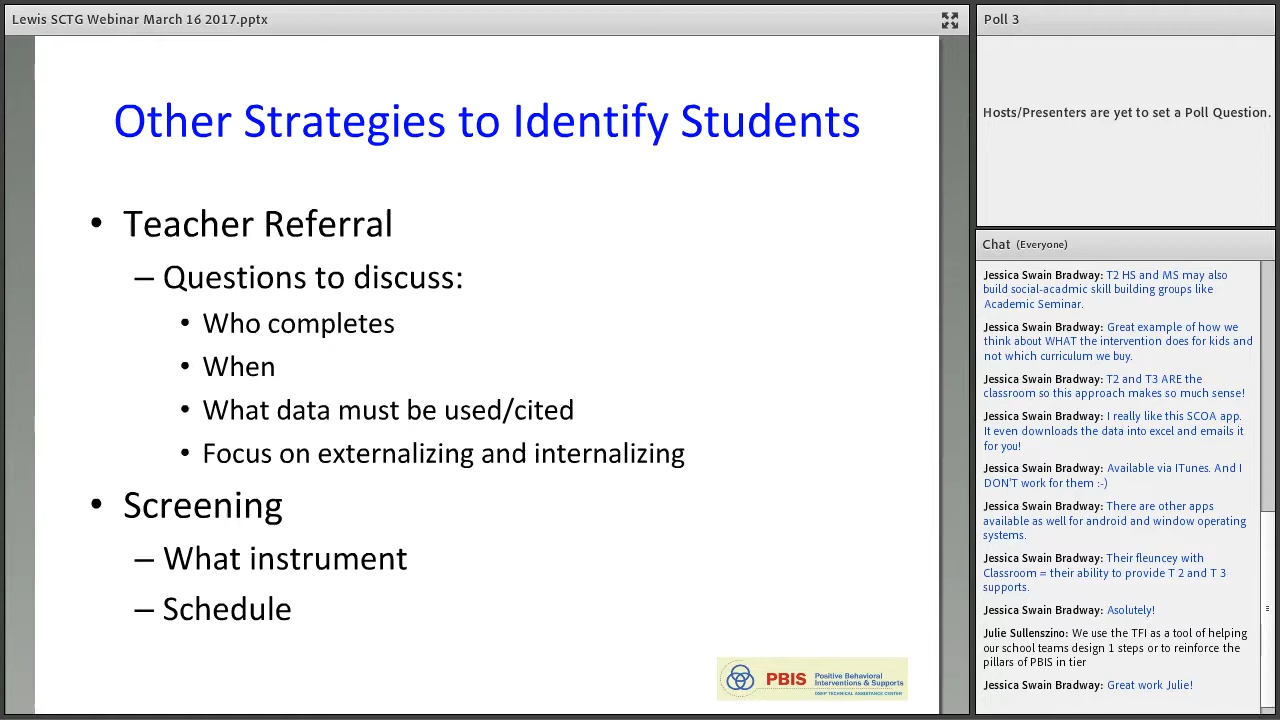 Lewis SCTG Webinar March 16 2017.pptx
Other Strategies to Identify Students
• Teacher Referral
– Questions to discuss:
• Who completes
• When
• What data must be used/cited
• Focus on externalizing and internalizing
• Screening
– What instrument
– Schedule
PBIS
Positive Behavioral
Interventions & Supports
OSEP TECHNICAL ASSISTANCE CENTER
Poll 3
Hosts/Presenters are yet to set a Poll Question.
Chat (Everyone)
Jessica Swain Bradway: T2 HS and MS may also
build social-acadmic skill building groups like
Academic Seminar.
Jessica Swain Bradway: Great example of how we
think about WHAT the intervention does for kids and
not which curriculum we buy.
Jessica Swain Bradway: T2 and T3 ARE the
classroom so this approach makes so much sense!
Jessica Swain Bradway: I really like this SCOA app.
It even downloads the data into excel and emails it
for you!
Jessica Swain Bradway: Available via ITunes. And I
DON'T work for them :-)
Jessica Swain Bradway: There are other apps
available as well for android and window operating
systems.
Jessica Swain Bradway: Their fleuncey with
Classroom = their ability to provide T 2 and T 3
supports.
Jessica Swain Bradway: Asolutely!
Julie Sullenszino: We use the TFI as a tool of helping
our school teams design 1 steps or to reinforce the
pillars of PBIS in tier
Jessica Swain Bradway: Great work Julie!